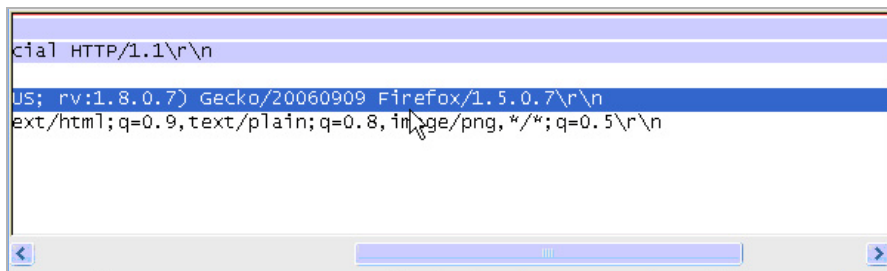 cial HTTP/1.1\r\n
US; rv:1.8.0.7) Gecko/20060909 Firefox/1.5.0.7\r\n
ext/html;q=0.9,text/plain;q=0.8,image/png,*/*;q=0.5\r\n